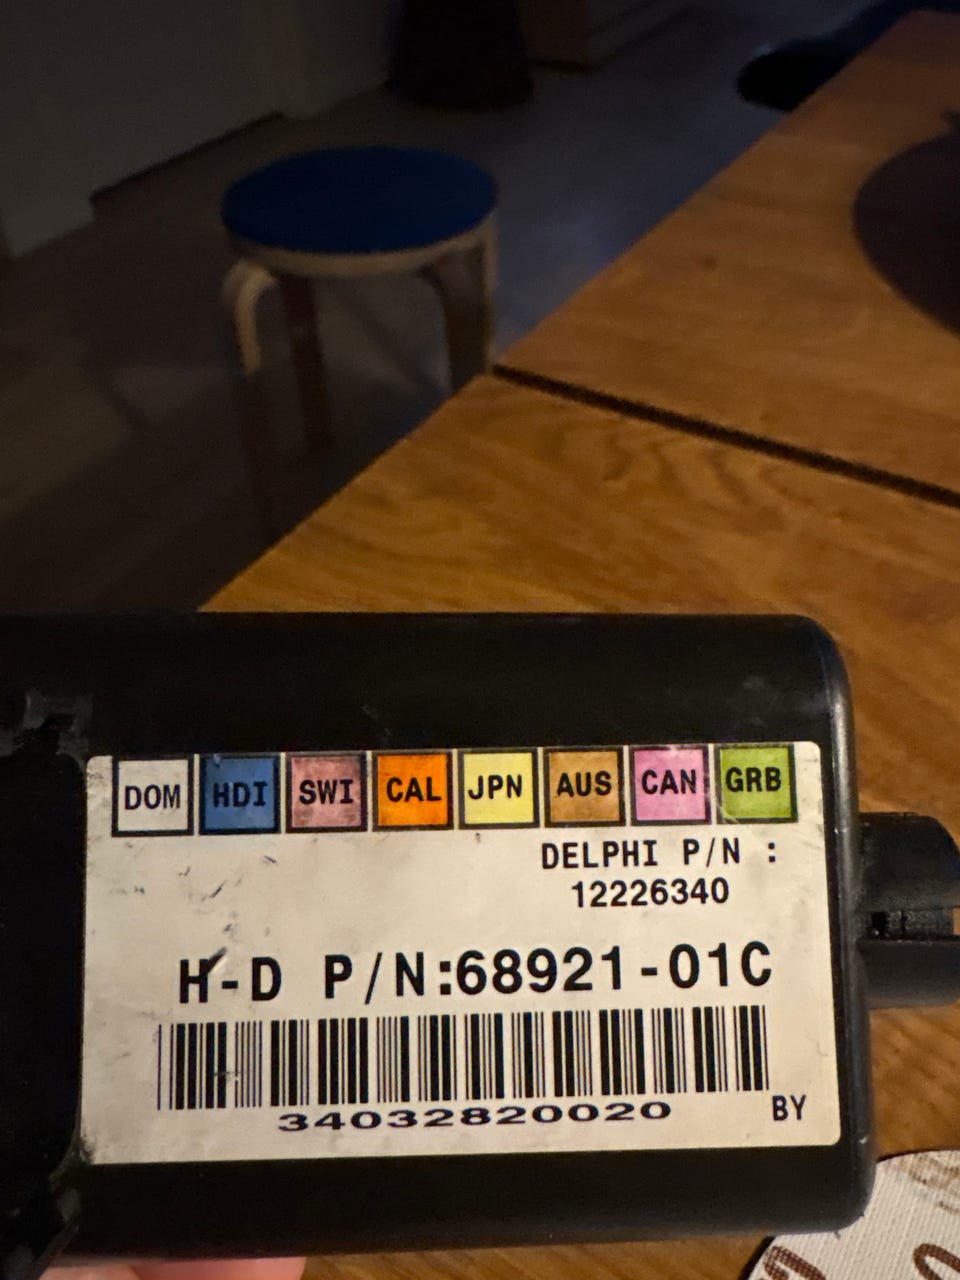 DOM HDI SWI CAL JPN AUS CAN GRB
DELPHI P/N :
12226340
H-D P/N:68921-01C
34032820020
BY